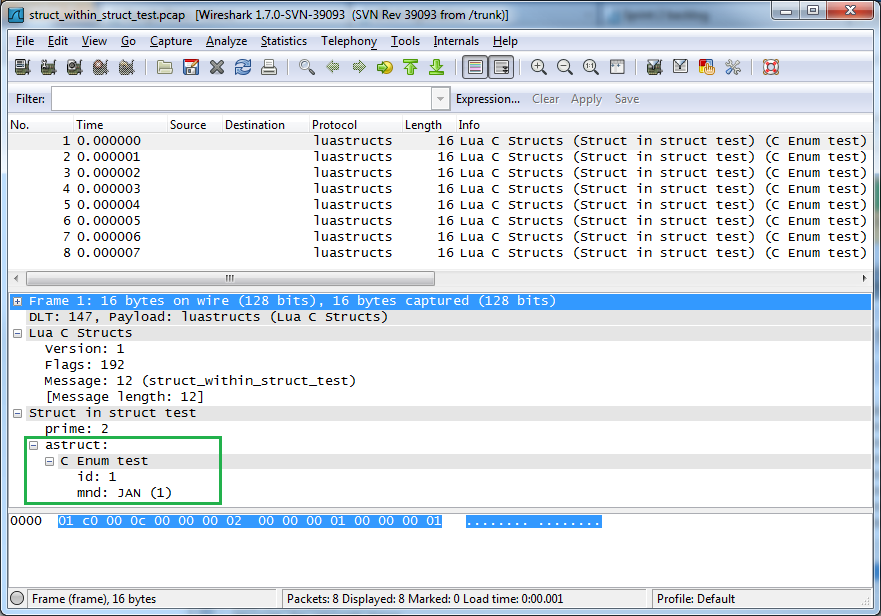 struct_within_struct_test.pcap [Wireshark 1.7.0-SVN-39093 (SVN Rev 39093 from /trunk)]
File Edit View Go Capture Analyze Statistics Telephony Tools Internals Help
Filter: Expression... Clear Apply Save
No. Time Source Destination Protocol Length Info
1 0.000000 luastructs 16 Lua C Structs (Struct in struct test) (C Enum test)
2 0.000001 luastructs 16 Lua C Structs (Struct in struct test) (C Enum test)
3 0.000002 luastructs 16 Lua C Structs (Struct in struct test) (C Enum test)
4 0.000003 luastructs 16 Lua C Structs (Struct in struct test) (C Enum test)
5 0.000004 luastructs 16 Lua C Structs (Struct in struct test) (C Enum test)
6 0.000005 luastructs 16 Lua C Structs (Struct in struct test) (C Enum test)
7 0.000006 luastructs 16 Lua C Structs (Struct in struct test) (C Enum test)
8 0.000007 luastructs 16 Lua C Structs (Struct in struct test) (C Enum test)
Frame 1: 16 bytes on wire (128 bits), 16 bytes captured (128 bits)
DLT: 147, Payload: luastructs (Lua C Structs)
Lua C Structs
Version: 1
Flags: 192
Message: 12 (struct_within_struct_test)
[Message length: 12]
Struct in struct test
prime: 2
astruct:
C Enum test
id: 1
mnd: JAN (1)
0000 01 c0 00 0c 00 00 00 02 00 00 00 01 00 00 00 01 ........ ........
Frame (frame), 16 bytes Packets: 8 Displayed: 8 Marked: 0 Load time: 0:00.001 Profile: Default